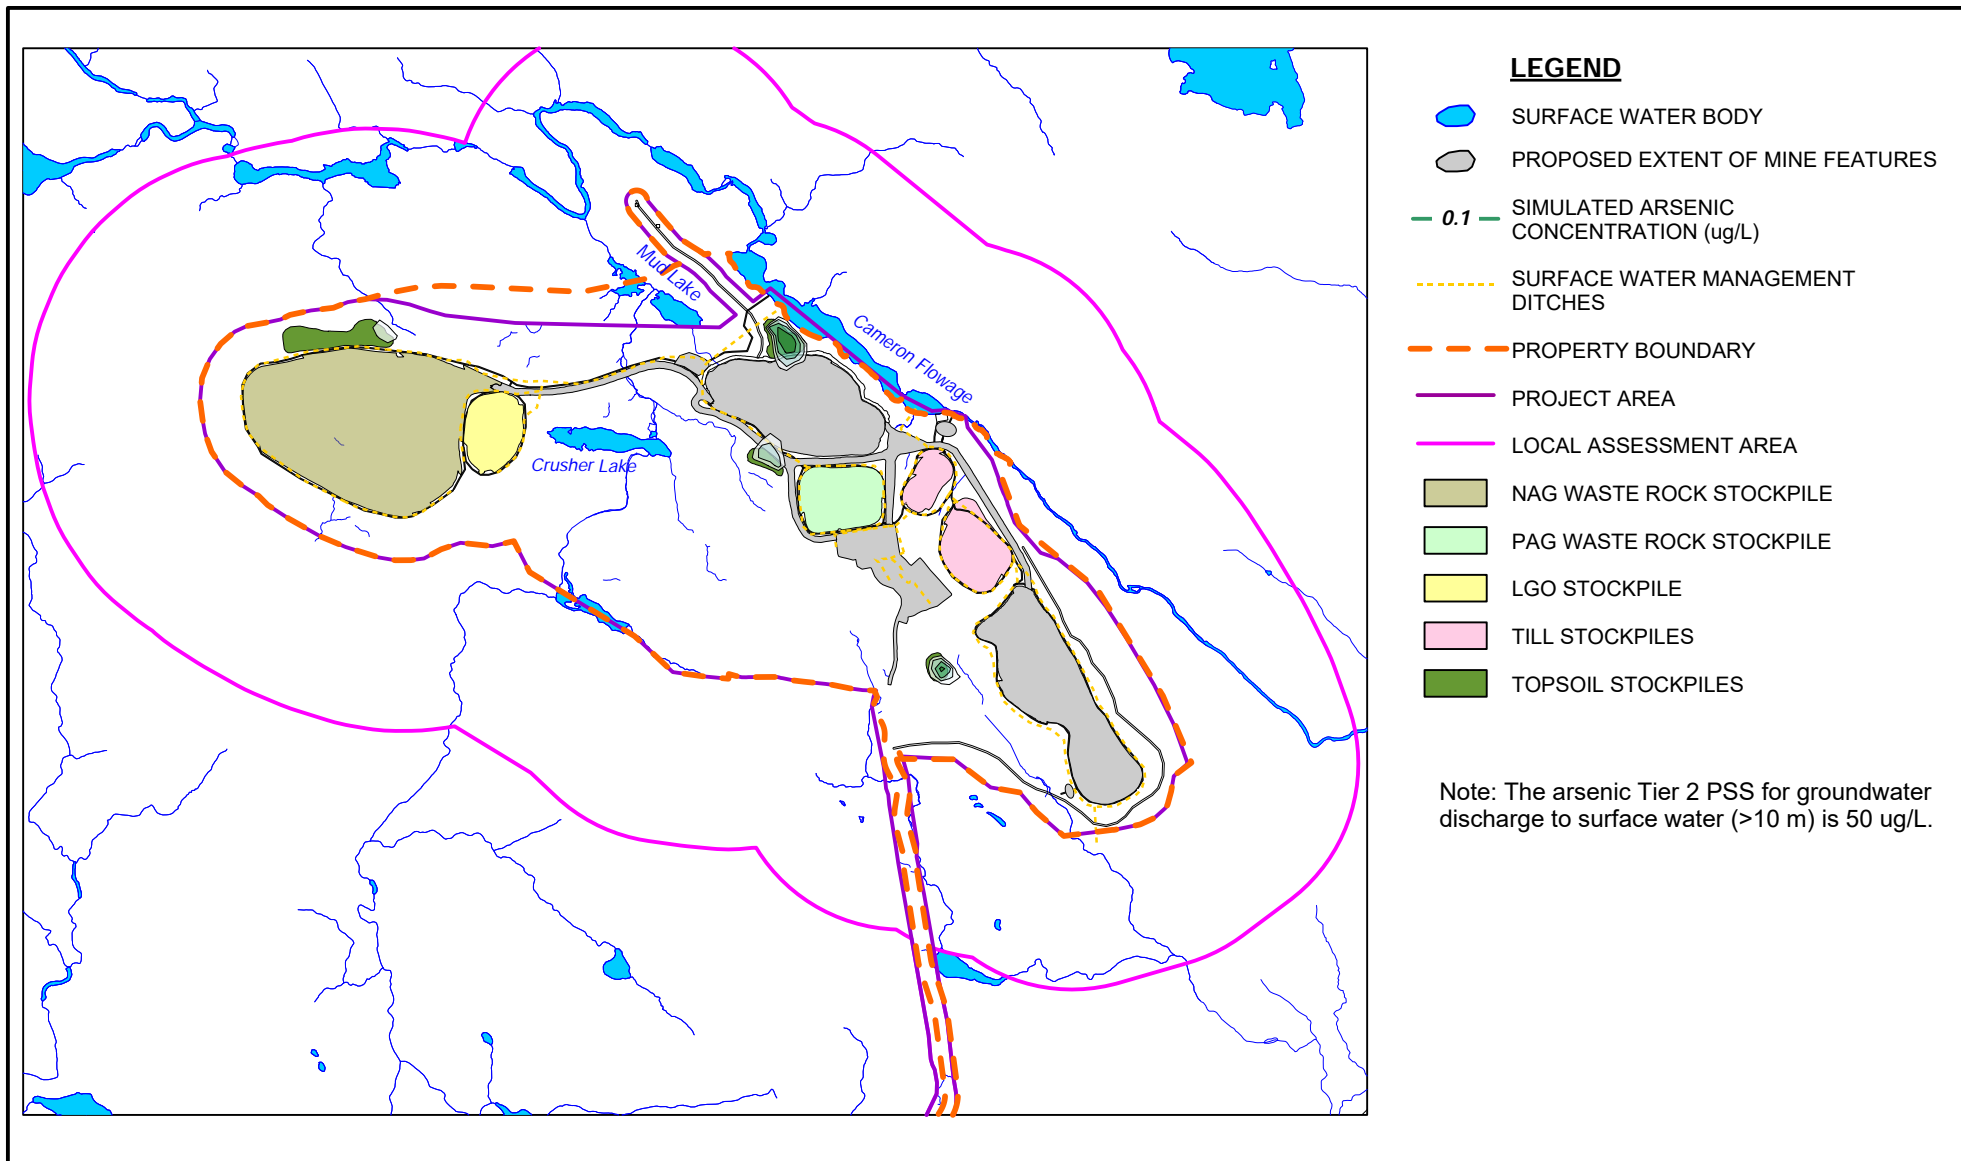 Mud Lake
Cameron Flowage
Crusher Lake
LEGEND
SURFACE WATER BODY
PROPOSED EXTENT OF MINE FEATURES
0.1
SIMULATED ARSENIC
CONCENTRATION (ug/L)
SURFACE WATER MANAGEMENT
DITCHES
PROPERTY BOUNDARY
PROJECT AREA
LOCAL ASSESSMENT AREA
NAG WASTE ROCK STOCKPILE
PAG WASTE ROCK STOCKPILE
LGO STOCKPILE
TILL STOCKPILES
TOPSOIL STOCKPILES
Note: The arsenic Tier 2 PSS for groundwater
discharge to surface water (>10 m) is 50 ug/L.